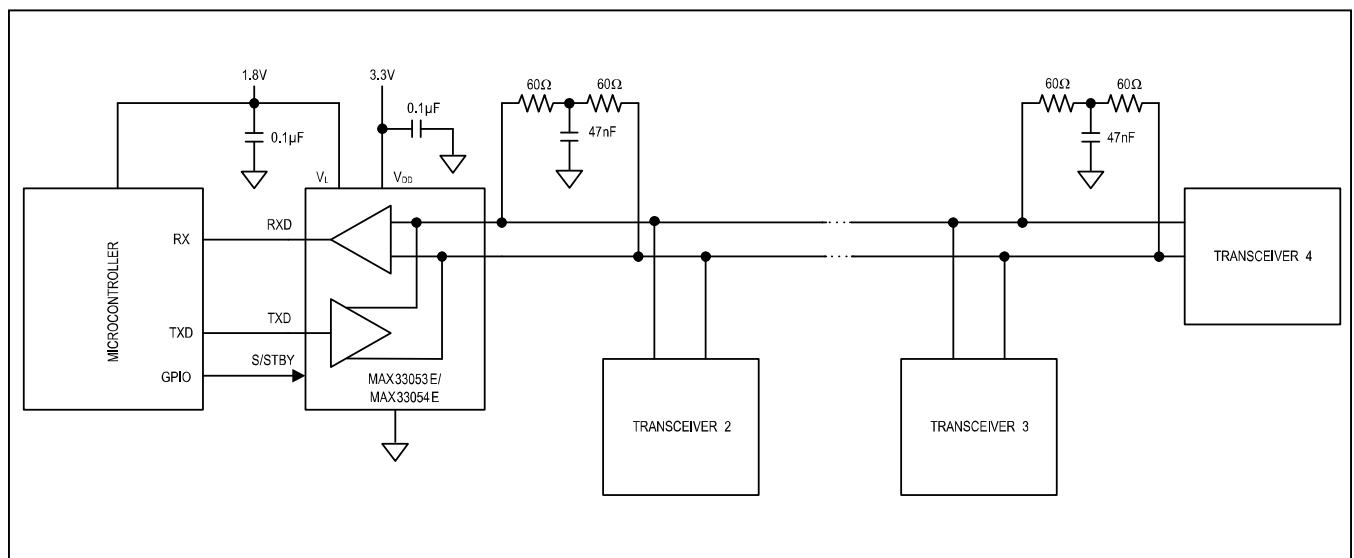 1.8V
3.3V
0.1µF
0.1µF
60Ω
60Ω
47nF
60Ω
60Ω
47nF
VL
VDD
MICROCONTROLLER
RX
TXD
GPIO
RXD
TXD
S/STBY
MAX33053E/
MAX33054E
TRANSCEIVER 2
TRANSCEIVER 3
TRANSCEIVER 4